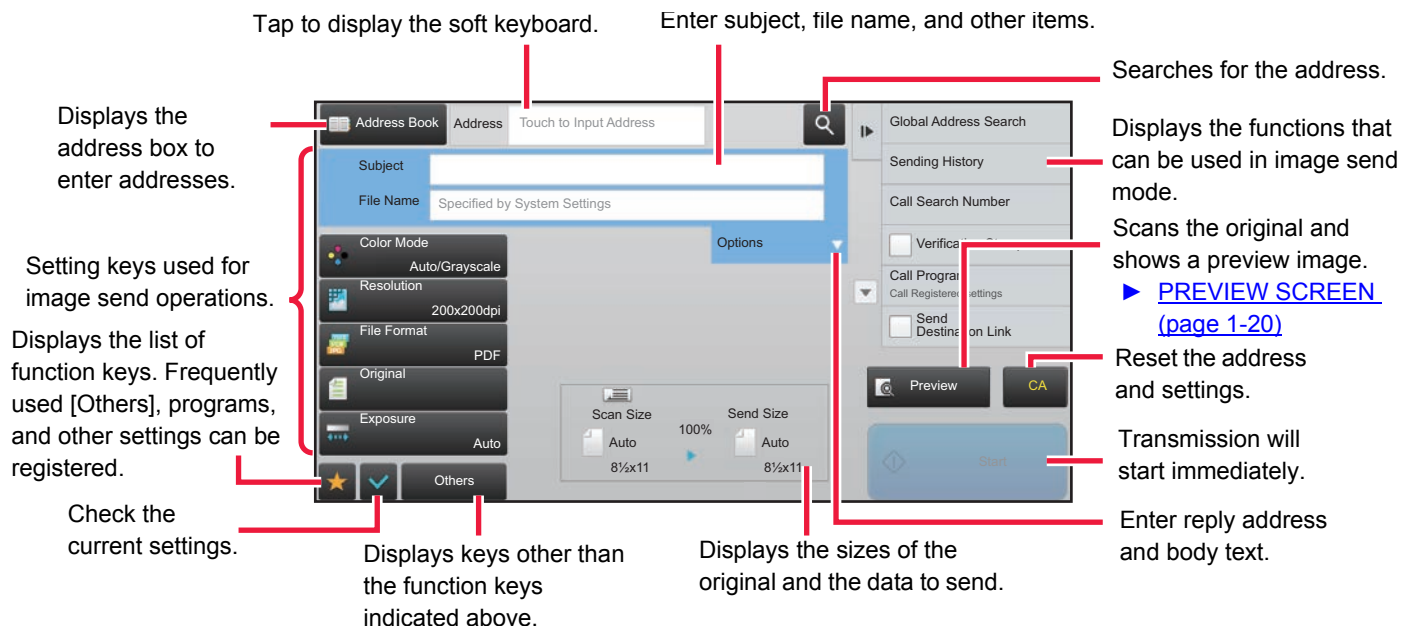 Tap to display the soft keyboard.
Enter subject, file name, and other items.
Searches for the address.
Displays the
address box to
enter addresses.
Displays the functions that
can be used in image send
mode.
Scans the original and
shows a preview image.
► PREVIEW SCREEN
(page 1-20)
Setting keys used for
image send operations.
Displays the list of
function keys. Frequently
used [Others], programs,
and other settings can be
registered.
Reset the address
and settings.
Transmission will
start immediately.
Check the
current settings.
Displays keys other than
the function keys
indicated above.
Displays the sizes of the
original and the data to send.
Enter reply address
and body text.
Address Book
Address
Touch to Input Address
Subject
File Name
Specified by System Settings
Options
Color Mode
Auto/Grayscale
Resolution
200x200dpi
File Format
PDF
Original
Exposure
Auto
Others
Scan Size
Auto
8½x11
100%
Send Size
Auto
8½x11
Global Address Search
Sending History
Call Search Number
Call Program
Call Registered settings
Send
Destination Link
Preview
CA
Start